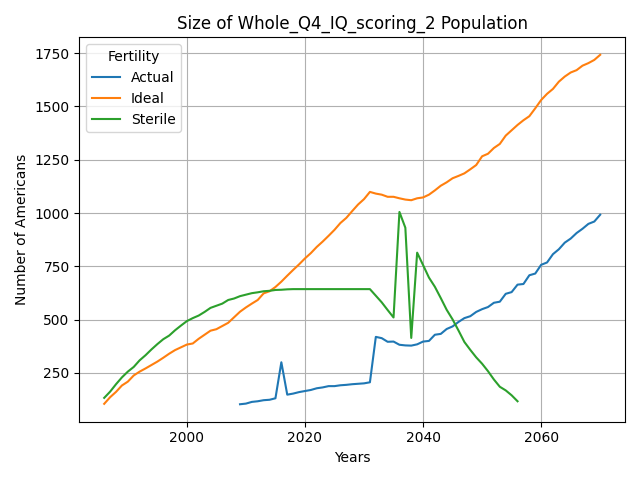 Size of Whole_Q4_IQ_scoring_2 Population
Fertility
Actual
Ideal
Sterile
Number of Americans
1750
1500
1250
1000
750
500
250
2000
2020
2040
2060
Years